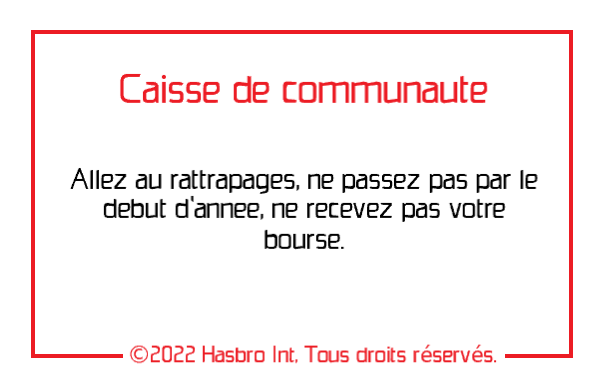 Caisse de communaute
Allez au rattrapages, ne passez pas par le
debut d'annee, ne recevez pas votre
bourse.
©2022 Hasbro Int. Tous droits réservés.